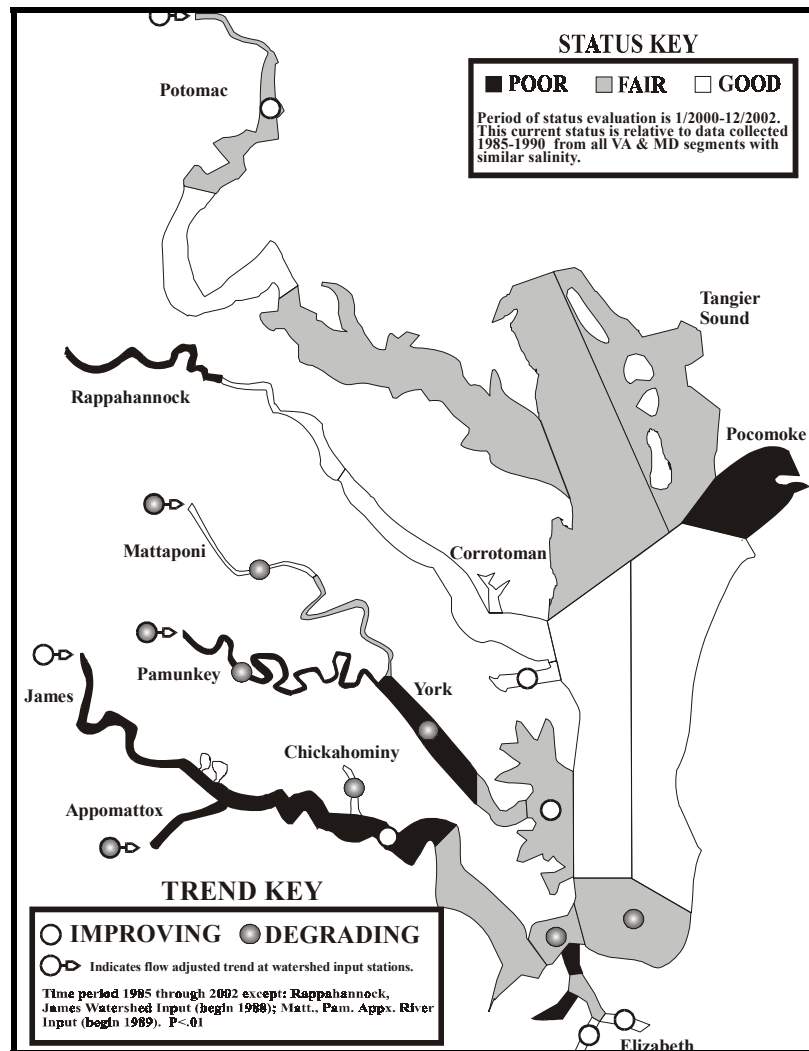 STATUS KEY
POOR FAIR GOOD
Period of status evaluation is 1/2000-12/2002.
This current status is relative to data collected
1985-1990 from all VA & MD segments with
similar salinity.
Potomac
Tangier
Sound
Rappahannock
Pocomoke
Mattaponi
Corrotoman
Pamunkey
York
James
Chickahominy
Appomattox
TREND KEY
IMPROVING DEGRADING
Indicates flow adjusted trend at watershed input stations.
Time period 1985 through 2002 except: Rappahannock,
James Watershed Input (begin 1988); Matt., Pam. Appx. River
Input (begin 1989). P<.01
Elizabeth